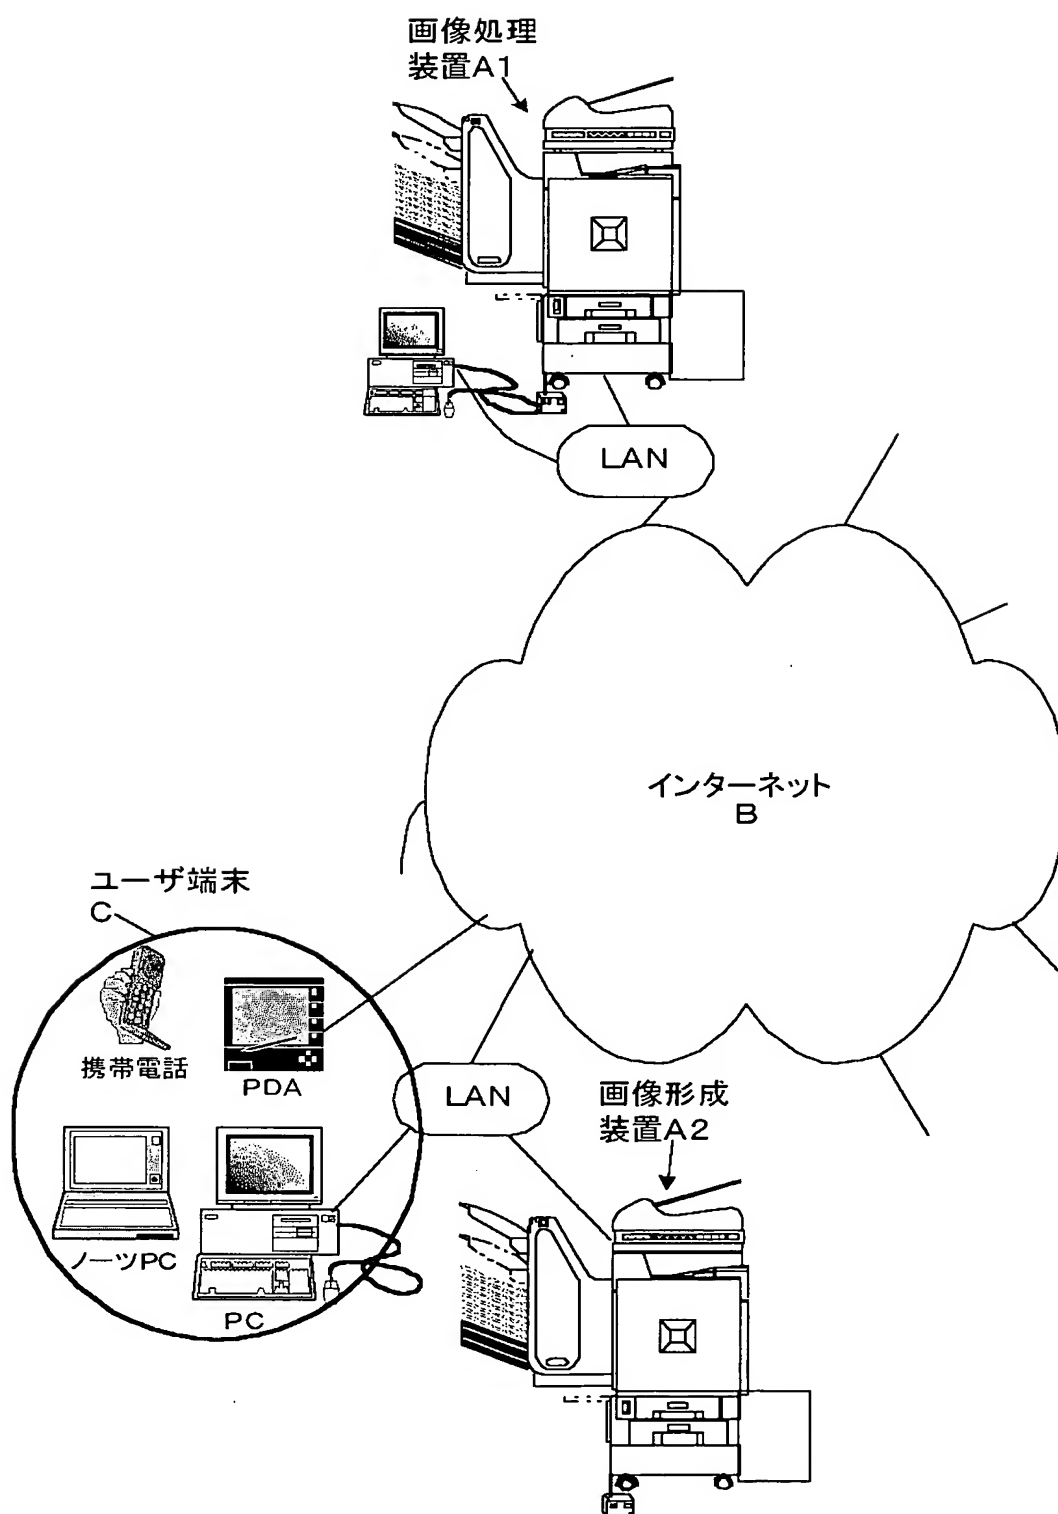 画像処理
装置A1
LAN
インターネット
B
ユーザ端末
C
携帯電話
PDA
LAN
画像形成
装置A2
ノーツPC
PC